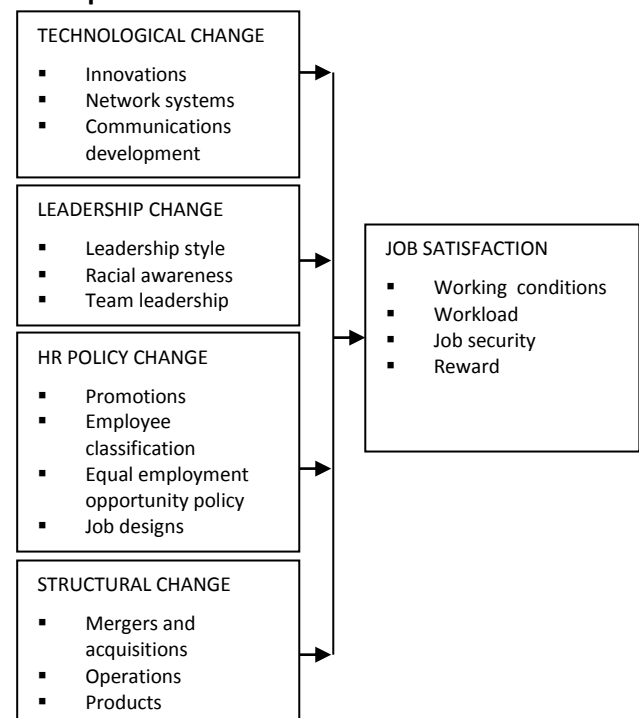 TECHNOLOGICAL CHANGE
▪ Innovations
▪ Network systems
▪ Communications
development
LEADERSHIP CHANGE
▪ Leadership style
▪ Racial awareness
▪ Team leadership
HR POLICY CHANGE
▪ Promotions
▪ Employee
classification
▪ Equal employment
opportunity policy
▪ Job designs
STRUCTURAL CHANGE
▪ Mergers and
acquisitions
▪ Operations
▪ Products
JOB SATISFACTION
▪ Working conditions
▪ Workload
▪ Job security
▪ Reward